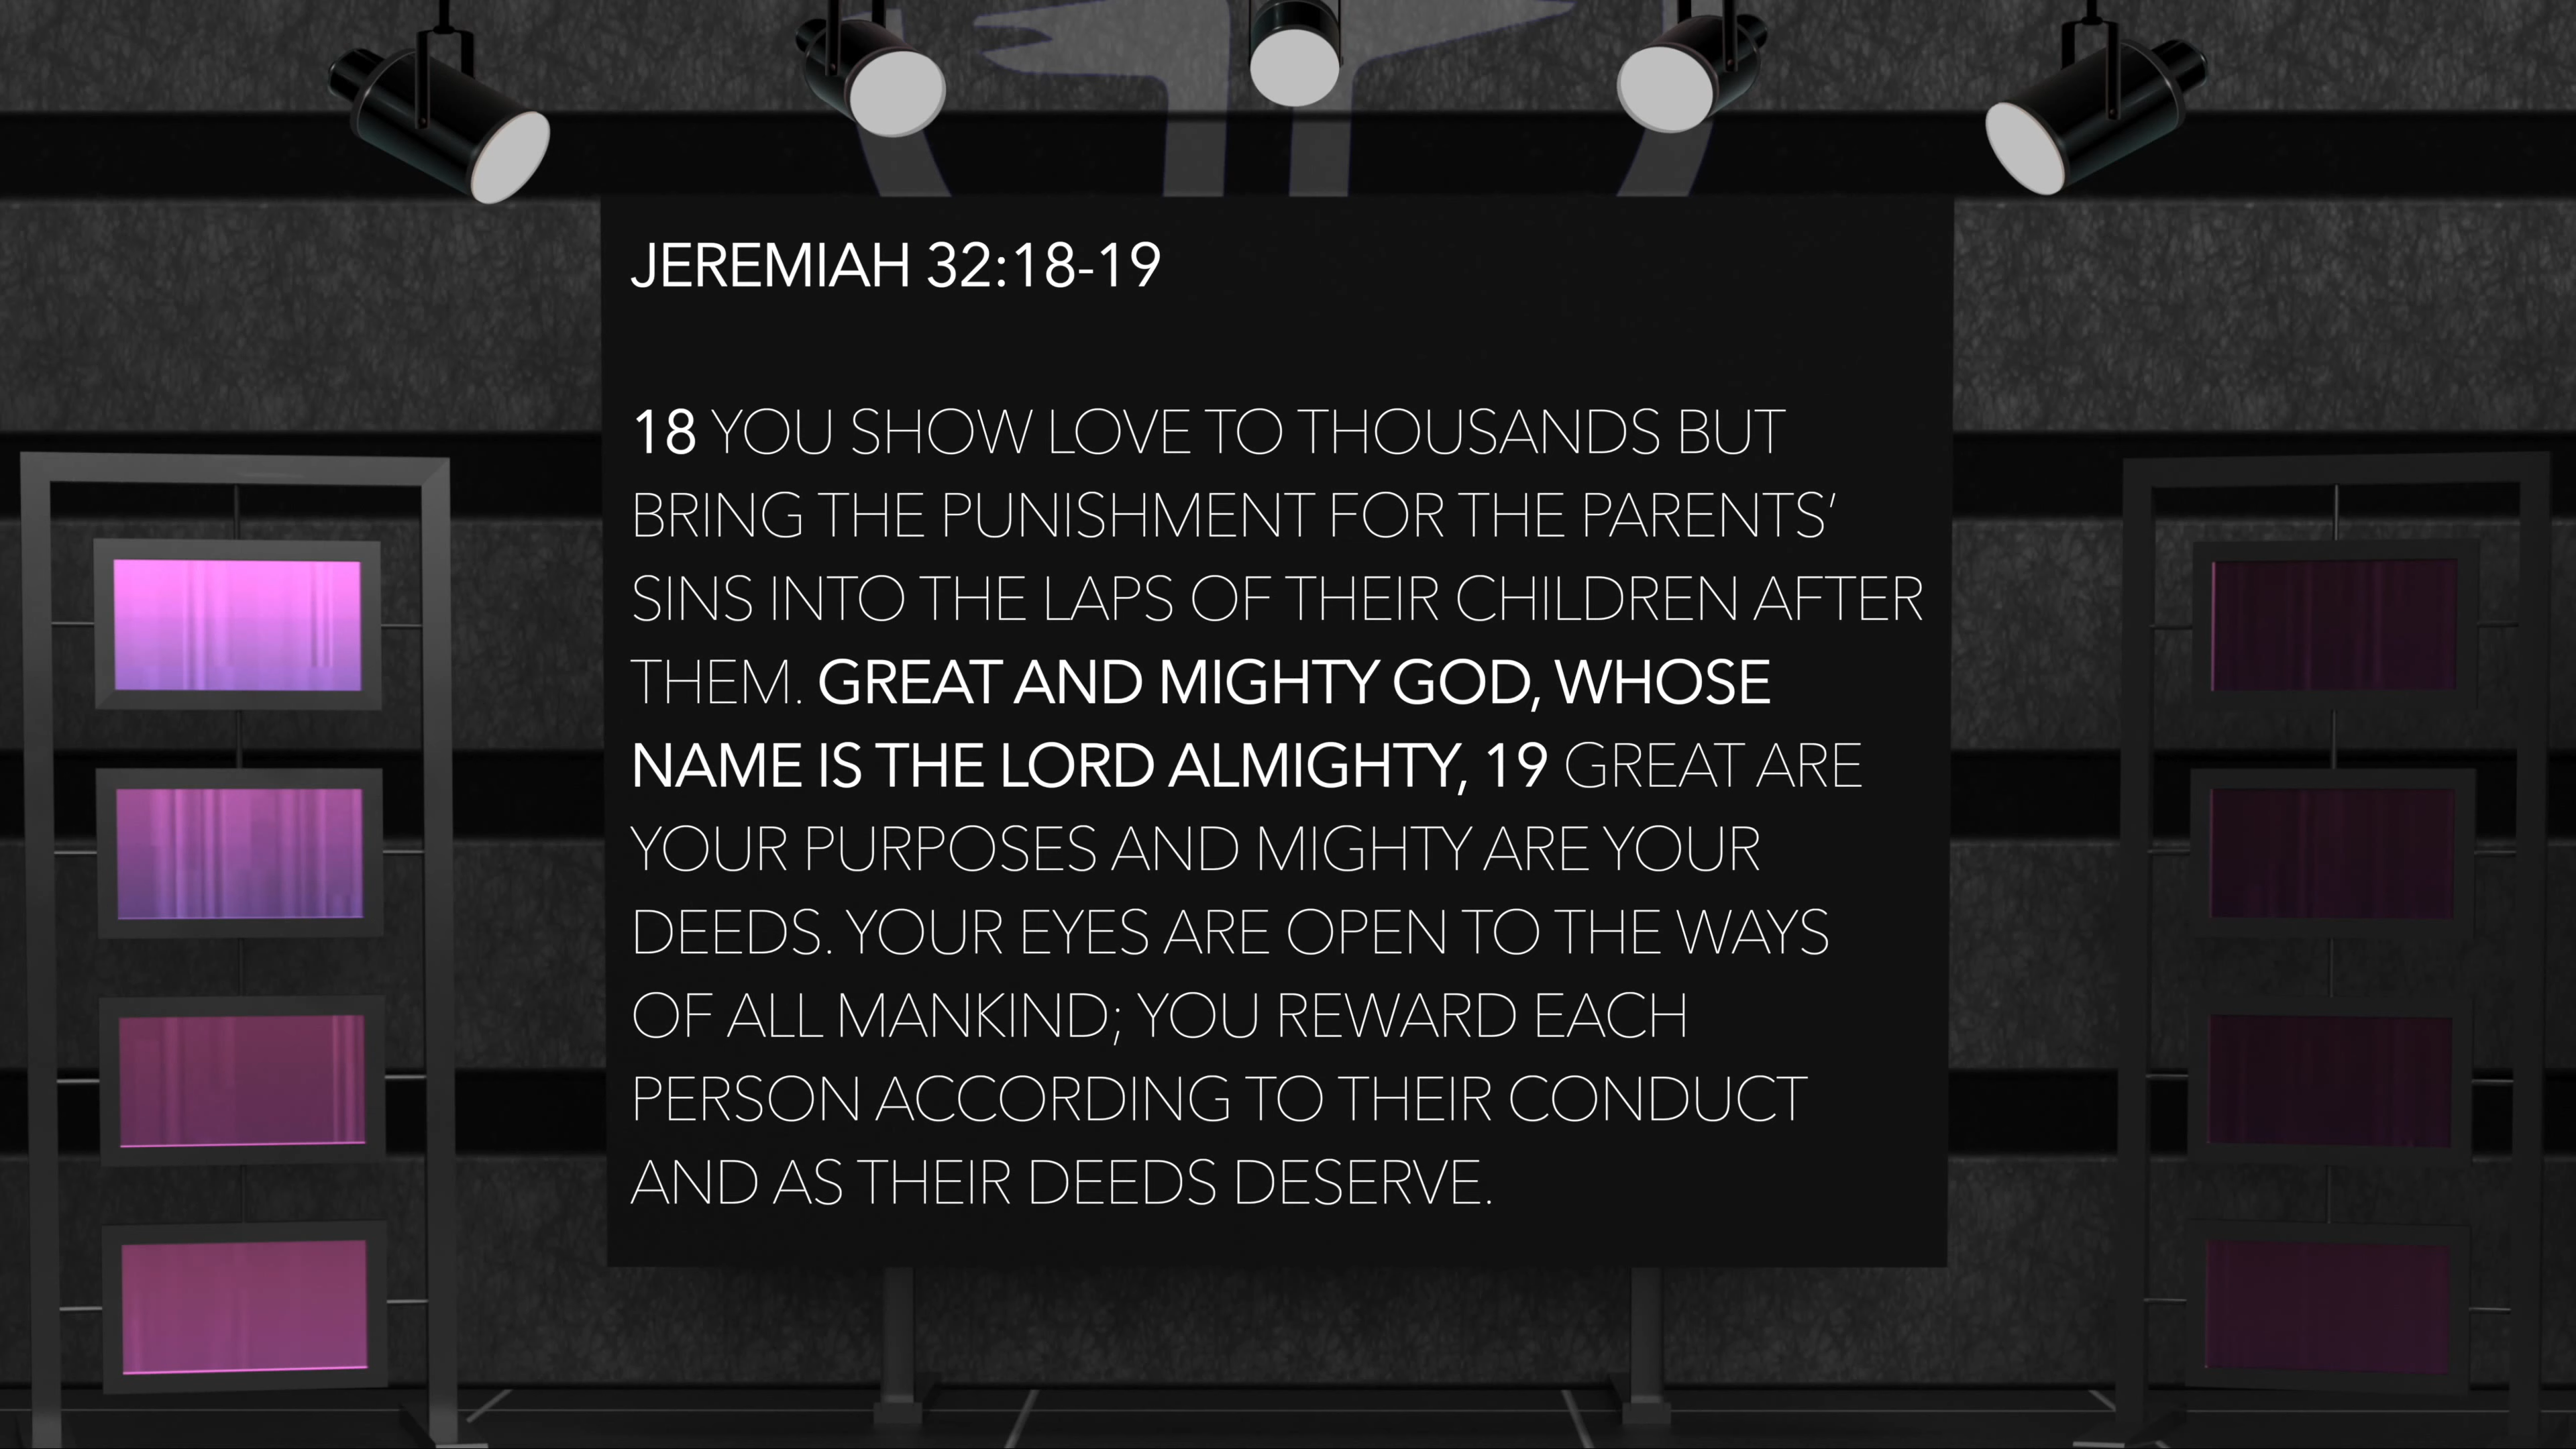 JEREMIAH 32:18-19
18 YOU SHOW LOVE TO THOUSANDS BUT
BRING THE PUNISHMENT FOR THE PARENTS’
SINS INTO THE LAPS OF THEIR CHILDREN AFTER
THEM. GREAT AND MIGHTY GOD, WHOSE
NAME IS THE LORD ALMIGHTY, 19 GREAT ARE
YOUR PURPOSES AND MIGHTY ARE YOUR
DEEDS. YOUR EYES ARE OPEN TO THE WAYS
OF ALL MANKIND; YOU REWARD EACH
PERSON ACCORDING TO THEIR CONDUCT
AND AS THEIR DEEDS DESERVE.